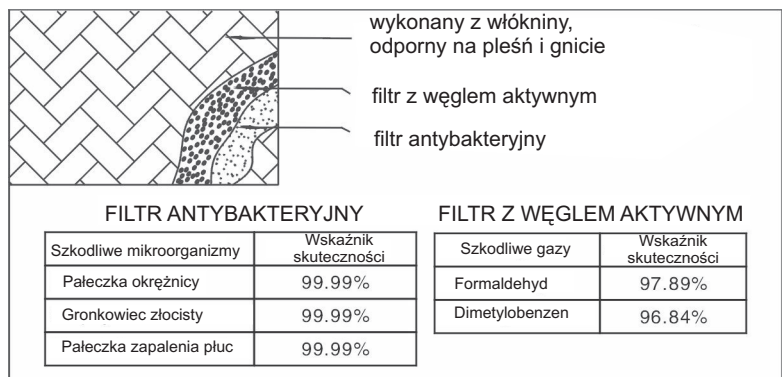 wykonany z włókniny,
odporny na pleśń i gnicie
filtr z węglem aktywnym
filtr antybakteryjny
FILTR ANTYBAKTERYJNY
Szkodliwe mikroorganizmy
Wskaźnik
skuteczności
Pałeczka okrężnicy
99.99%
Gronkowiec złocisty
99.99%
Pałeczka zapalenia płuc
99.99%
FILTR Z WĘGLEM AKTYWNYM
Szkodliwe gazy
Wskaźnik
skuteczności
Formaldehyd
97.89%
Dimetylobenzen
96.84%